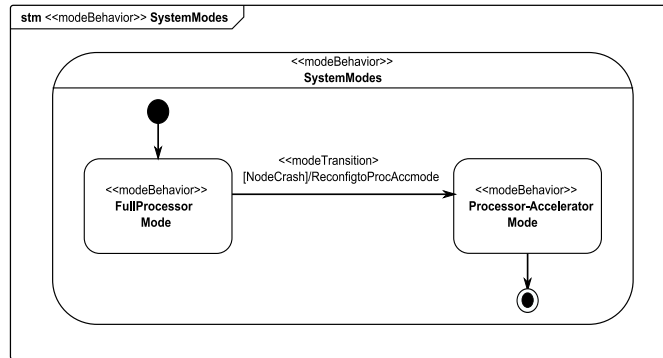 stm <<modeBehavior>> SystemModes
<<modeBehavior>>
SystemModes
<<modeTransition>
[NodeCrash]/ReconfigtoProcAccmode
<<modeBehavior>>
FullProcessor
Mode
<<modeBehavior>>
Processor-Accelerator
Mode